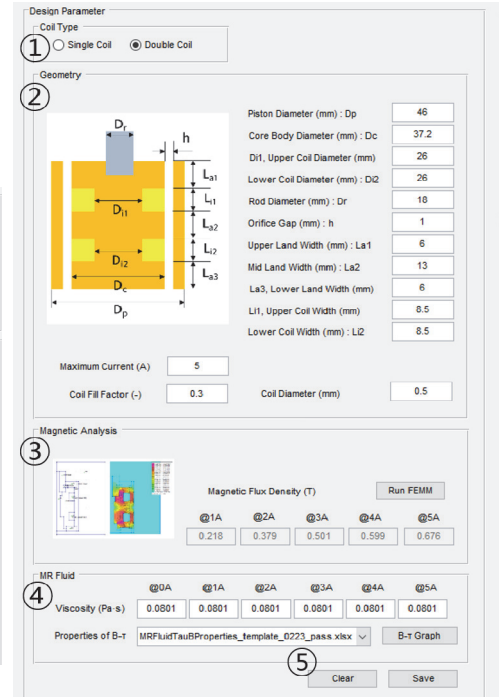 Design Parameter
Coil Type
① Single Coil Double Coil
Geometry
②
Dr
h
La1
Li1
Di1
La2
Li2
Di2
La3
Dc
Dp
Piston Diameter (mm) : Dp 46
Core Body Diameter (mm) : Dc 37.2
Di1, Upper Coil Diameter (mm) 26
Lower Coil Diameter (mm) : Di2 26
Rod Diameter (mm) : Dr 18
Orifice Gap (mm) : h 1
Upper Land Width (mm) : La1 6
Mid Land Width (mm) : La2 13
La3, Lower Land Width (mm) 6
Li1, Upper Coil Width (mm) 8.5
Lower Coil Width (mm) : Li2 8.5
Maximum Current (A) 5
Coil Fill Factor (-) 0.3 Coil Diameter (mm) 0.5
Magnetic Analysis
③
Magnetic Flux Density (T) Run FEMM
@1A @2A @3A @4A @5A
0.218 0.379 0.501 0.599 0.676
MR Fluid
④
@0A @1A @2A @3A @4A @5A
Viscosity (Pa·s) 0.0801 0.0801 0.0801 0.0801 0.0801 0.0801
Properties of B-τ MRFluidTauBProperties_template_0223_pass.xlsx B-τ Graph
⑤
Clear Save